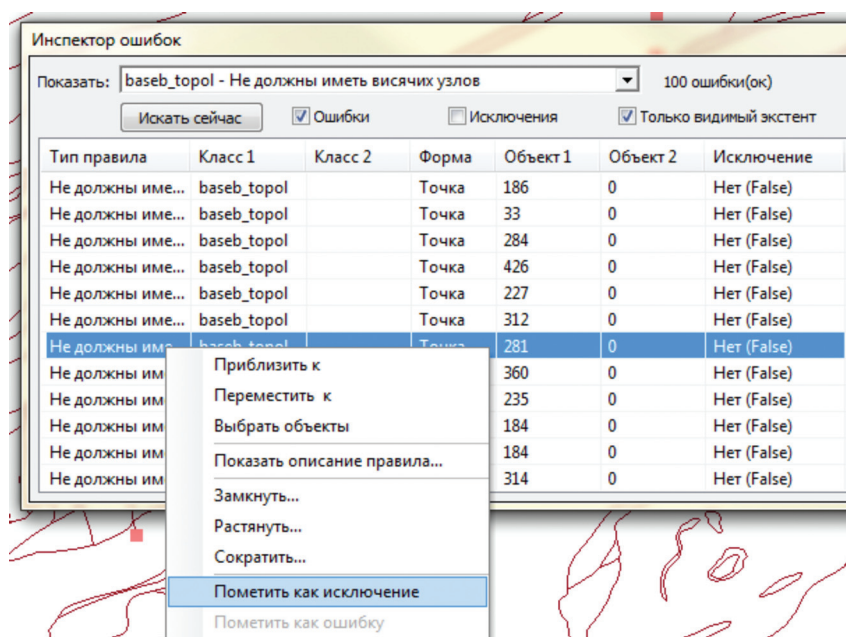 Инспектор ошибок
Показать: baseb_topol - Не должны иметь висячих узлов 100 ошибки(ок)
Искать сейчас Ошибки Исключения Только видимый экстент
Тип правила Класс 1 Класс 2 Форма Объект 1 Объект 2 Исключение
Не должны име... baseb_topol Точка 186 0 Нет (False)
Не должны име... baseb_topol Точка 33 0 Нет (False)
Не должны име... baseb_topol Точка 284 0 Нет (False)
Не должны име... baseb_topol Точка 426 0 Нет (False)
Не должны име... baseb_topol Точка 227 0 Нет (False)
Не должны име... baseb_topol Точка 312 0 Нет (False)
Не должны име... baseb_topol Точка 281 0 Нет (False)
Не должны им 360 0 Нет (False)
Не должны им 235 0 Нет (False)
Не должны им 184 0 Нет (False)
Не должны им 184 0 Нет (False)
Не должны им 314 0 Нет (False)
Приблизить к
Переместить к
Выбрать объекты
Показать описание правила...
Замкнуть...
Растянуть...
Сократить...
Пометить как исключение
Пометить как ошибку